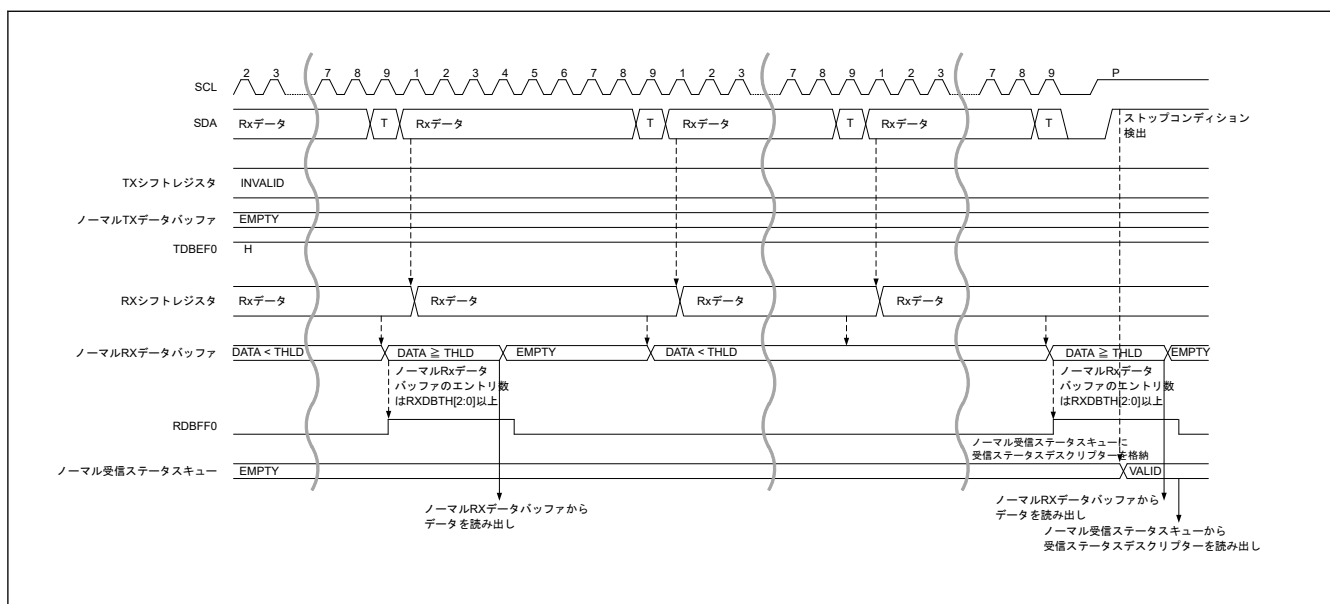 2 3 7 8 9 1 2 3 4 5 6 7 8 9 1 2 3 7 8 9 1 2 3 7 8 9 P
SCL
SDA Rxデータ T Rxデータ T Rxデータ T Rxデータ T ストップコンディション
検出
TXシフトレジスタ INVALID
ノーマルTXデータバッファ EMPTY
TDBEF0 H
RXシフトレジスタ Rxデータ Rxデータ Rxデータ Rxデータ
ノーマルRXデータバッファ DATA < THLD DATA ≧ THLD EMPTY DATA < THLD DATA ≧ THLD EMPTY
ノーマルRxデータ
バッファのエントリ数
はRXDBTH[2:0]以上
ノーマルRxデータ
バッファのエントリ数
はRXDBTH[2:0]以上
RDBFF0
ノーマル受信ステータスキューに
受信ステータスデスクリプターを格納
ノーマル受信ステータスキュー EMPTY VALID
ノーマルRXデータバッファから
データを読み出し
ノーマルRXデータバッファから
データを読み出し
ノーマル受信ステータスキューから
受信ステータスデスクリプターを読み出し